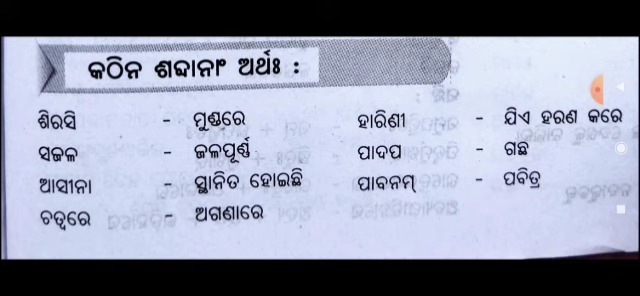 କଠିନ ଶବ୍ଦାନାଂ ଅର୍ଥଃ :
ଶିରସି - ମୁଣ୍ଡରେ ହାରିଣୀ - ଯିଏ ହରଣ କରେ
ସଜଳ - ଜଳପୂର୍ଣ୍ଣ ପାଦପ - ଗଛ
ଆସୀନା - ସ୍ଥାନିତ ହୋଇଛି ପାବନମ୍ - ପବିତ୍ର
ଚତ୍ୱରେ - ଅଗଣାରେ